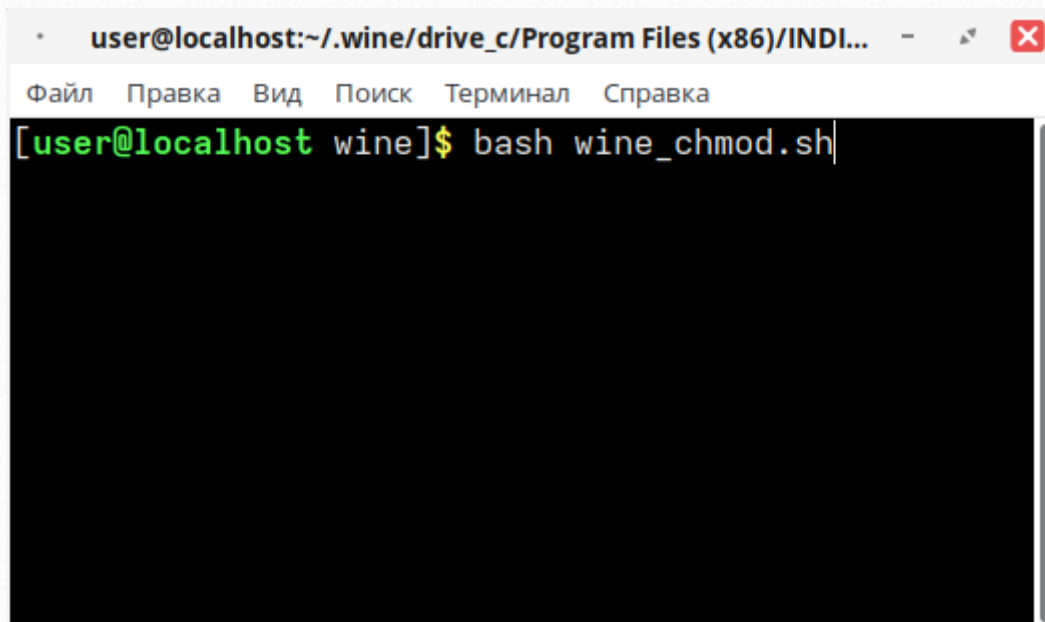 user@localhost:~/.wine/drive_c/Program Files (x86)/INDI...
Файл Правка Вид Поиск Терминал Справка
[user@localhost wine]$ bash wine_chmod.sh